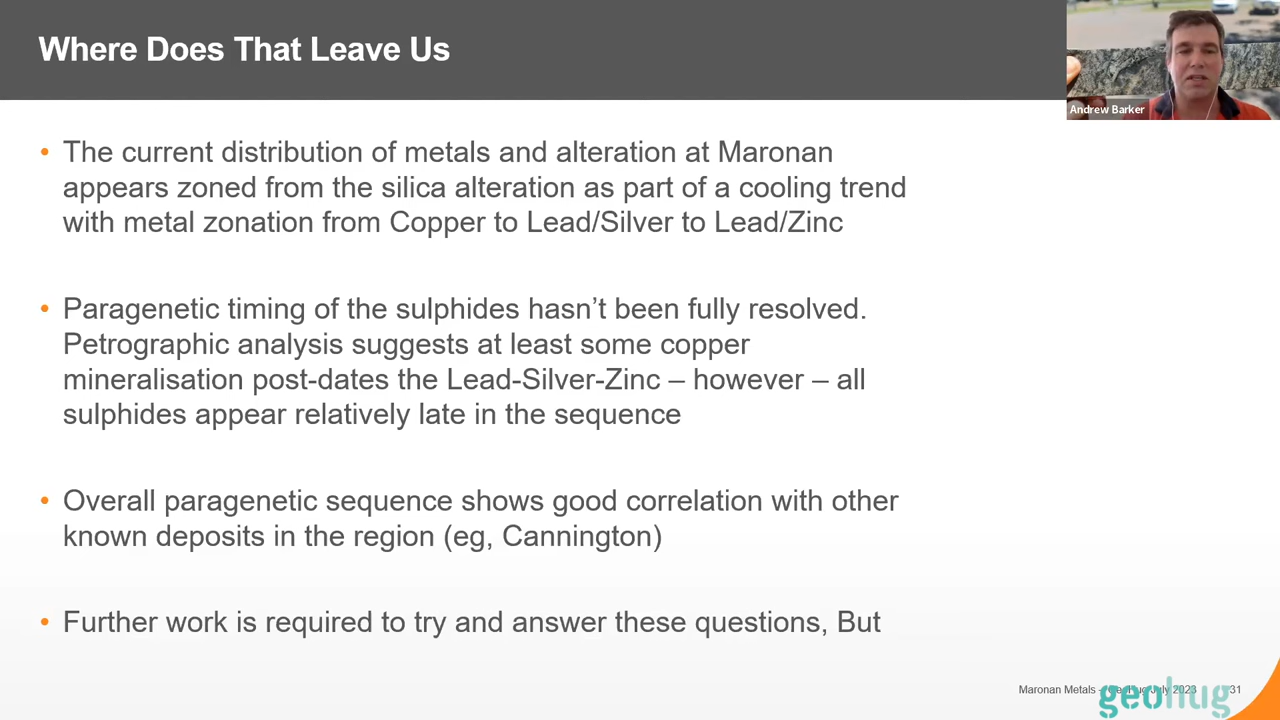 Where Does That Leave Us
Andrew Barker
• The current distribution of metals and alteration at Maronan
appears zoned from the silica alteration as part of a cooling trend
with metal zonation from Copper to Lead/Silver to Lead/Zinc
• Paragenetic timing of the sulphides hasn’t been fully resolved.
Petrographic analysis suggests at least some copper
mineralisation post-dates the Lead-Silver-Zinc – however – all
sulphides appear relatively late in the sequence
• Overall paragenetic sequence shows good correlation with other
known deposits in the region (eg, Cannington)
• Further work is required to try and answer these questions, But
Maronan Metals – GeoHug July 2023 31
geohug